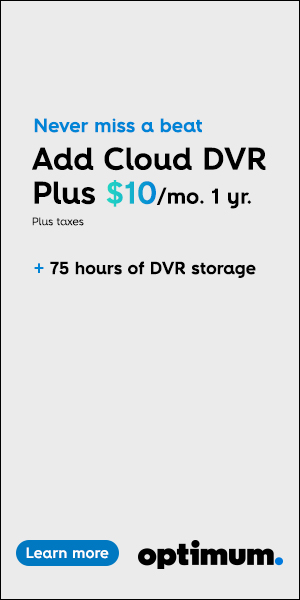 Never miss a beat
Add Cloud DVR
Plus $10/mo. 1 yr.
Plus taxes
+ 75 hours of DVR storage
Learn more
optimum.